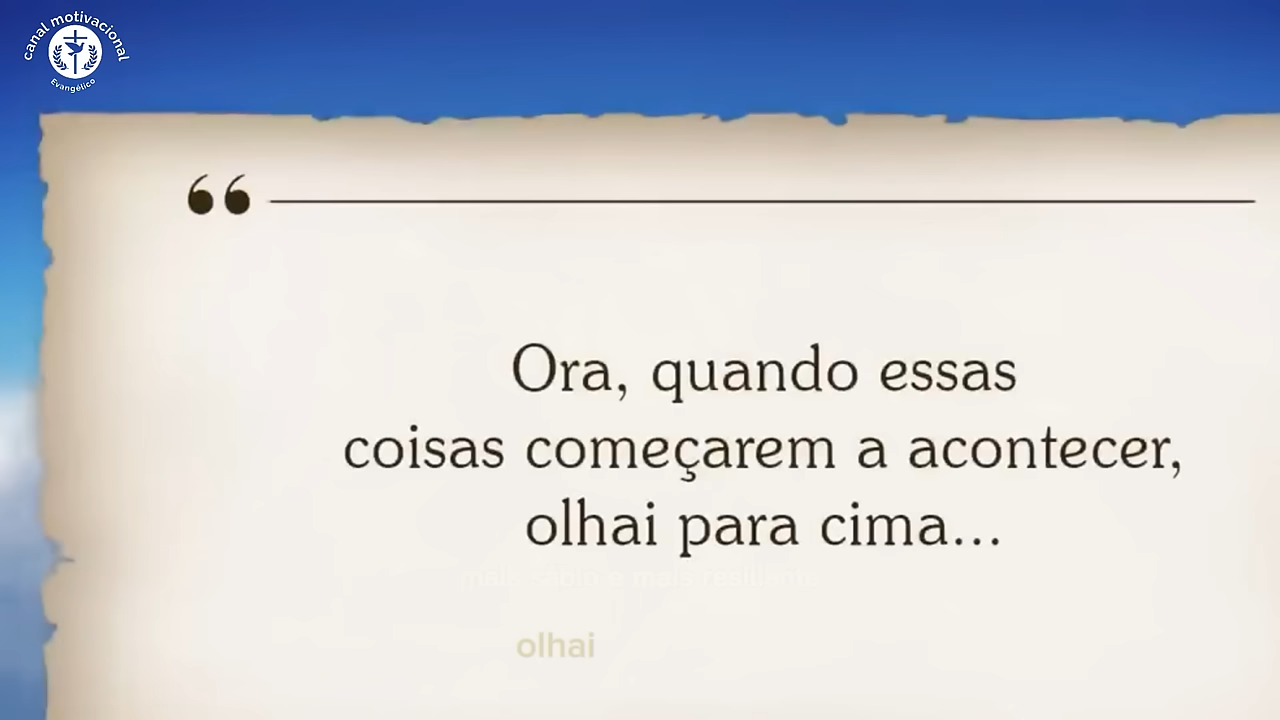 canal motivacional
Evangélico
“
Ora, quando essas
coisas começarem a acontecer,
olhai para cima...
olhai